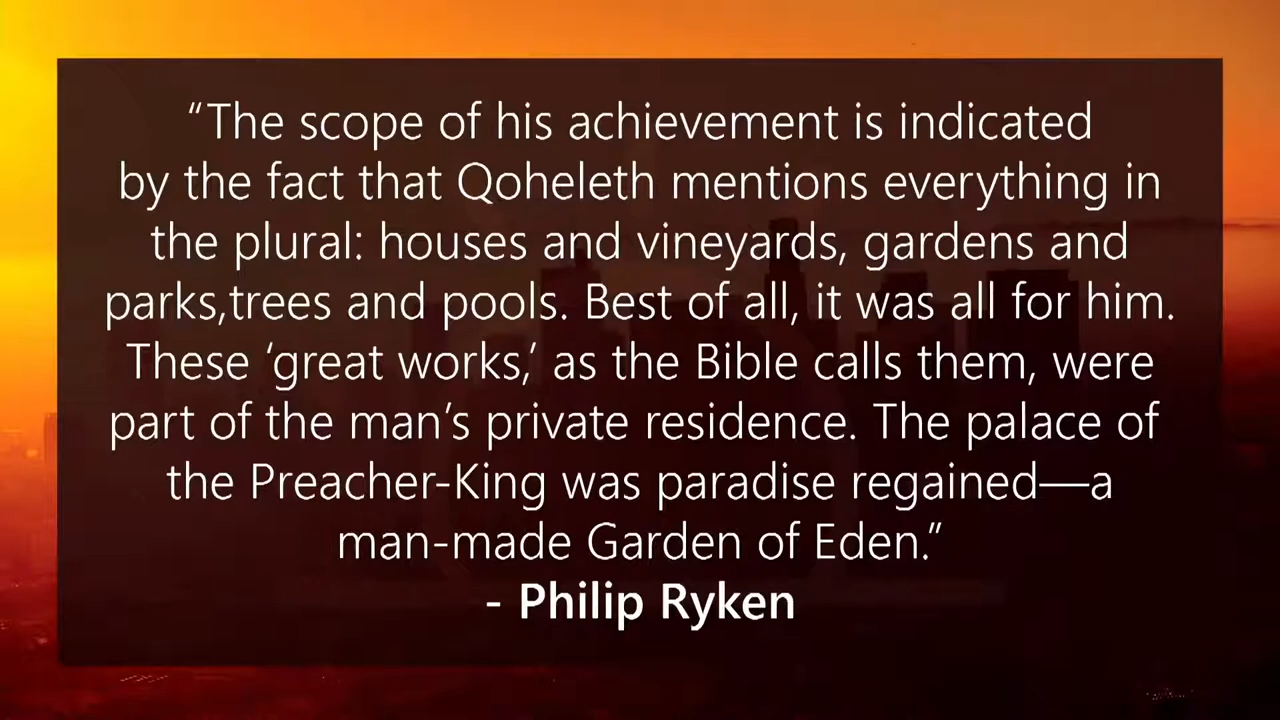 “The scope of his achievement is indicated
by the fact that Qoheleth mentions everything in
the plural: houses and vineyards, gardens and
parks,trees and pools. Best of all, it was all for him.
These ‘great works,’ as the Bible calls them, were
part of the man’s private residence. The palace of
the Preacher-King was paradise regained—a
man-made Garden of Eden.”
- Philip Ryken